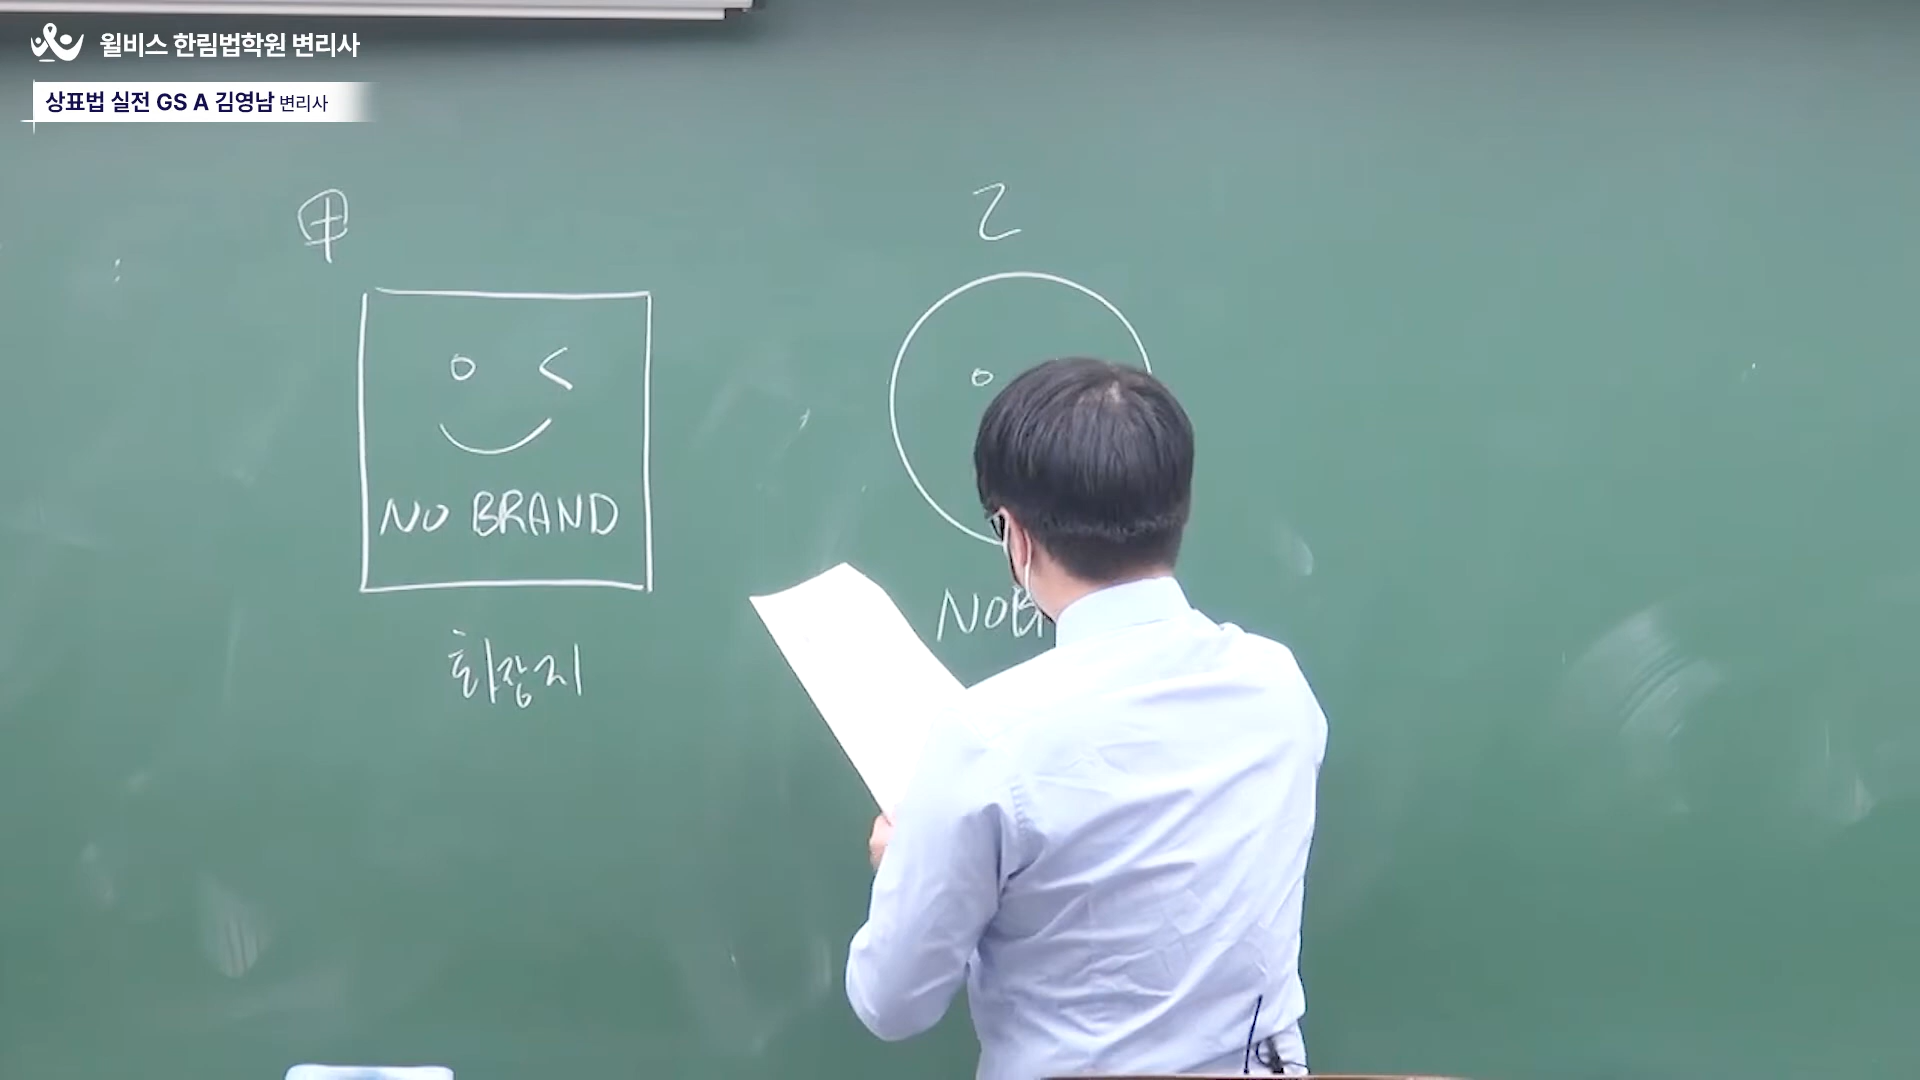 윌비스 한림법학원 변리사
상표법 실전 GS A 김영남 변리사
甲
乙
NO BRAND
화장지